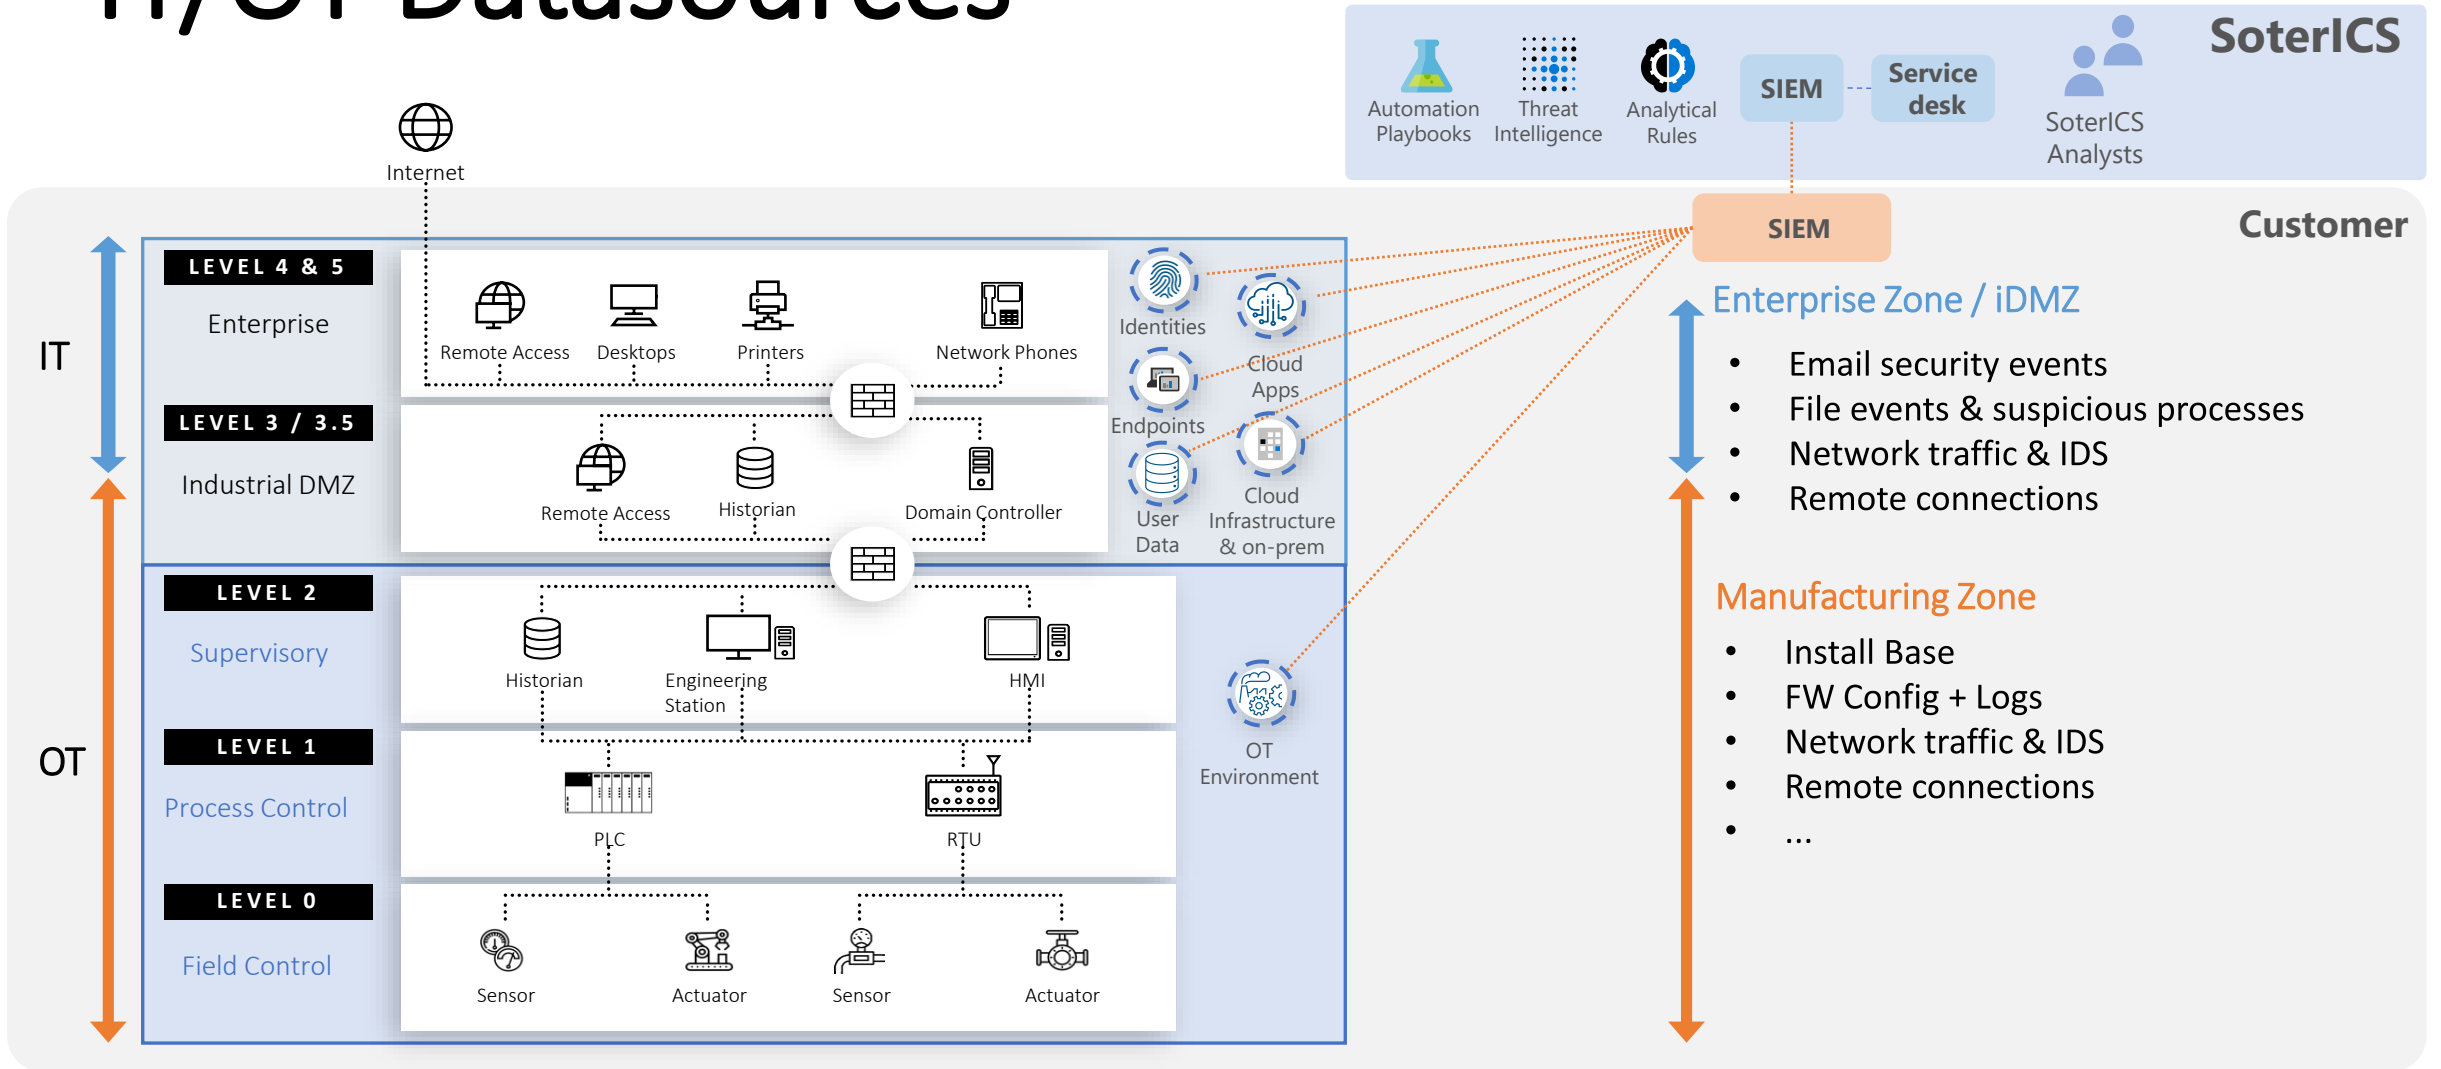 IT/OT Datasources
SoterICS
Automation
Playbooks
Threat
Intelligence
Analytical
Rules
SIEM
Service
desk
SoterICS
Analysts
Internet
Customer
SIEM
IT
OT
LEVEL 4 & 5
Enterprise
Remote Access
Desktops
Printers
Network Phones
LEVEL 3 / 3.5
Industrial DMZ
Remote Access
Historian
Domain Controller
Identities
Cloud
Apps
Endpoints
User
Data
Cloud
Infrastructure
& on-prem
LEVEL 2
Supervisory
Historian
Engineering
Station
HMI
LEVEL 1
Process Control
PLC
RTU
OT
Environment
LEVEL 0
Field Control
Sensor
Actuator
Sensor
Actuator
Enterprise Zone / iDMZ
• Email security events
• File events & suspicious processes
• Network traffic & IDS
• Remote connections
Manufacturing Zone
• Install Base
• FW Config + Logs
• Network traffic & IDS
• Remote connections
• ...